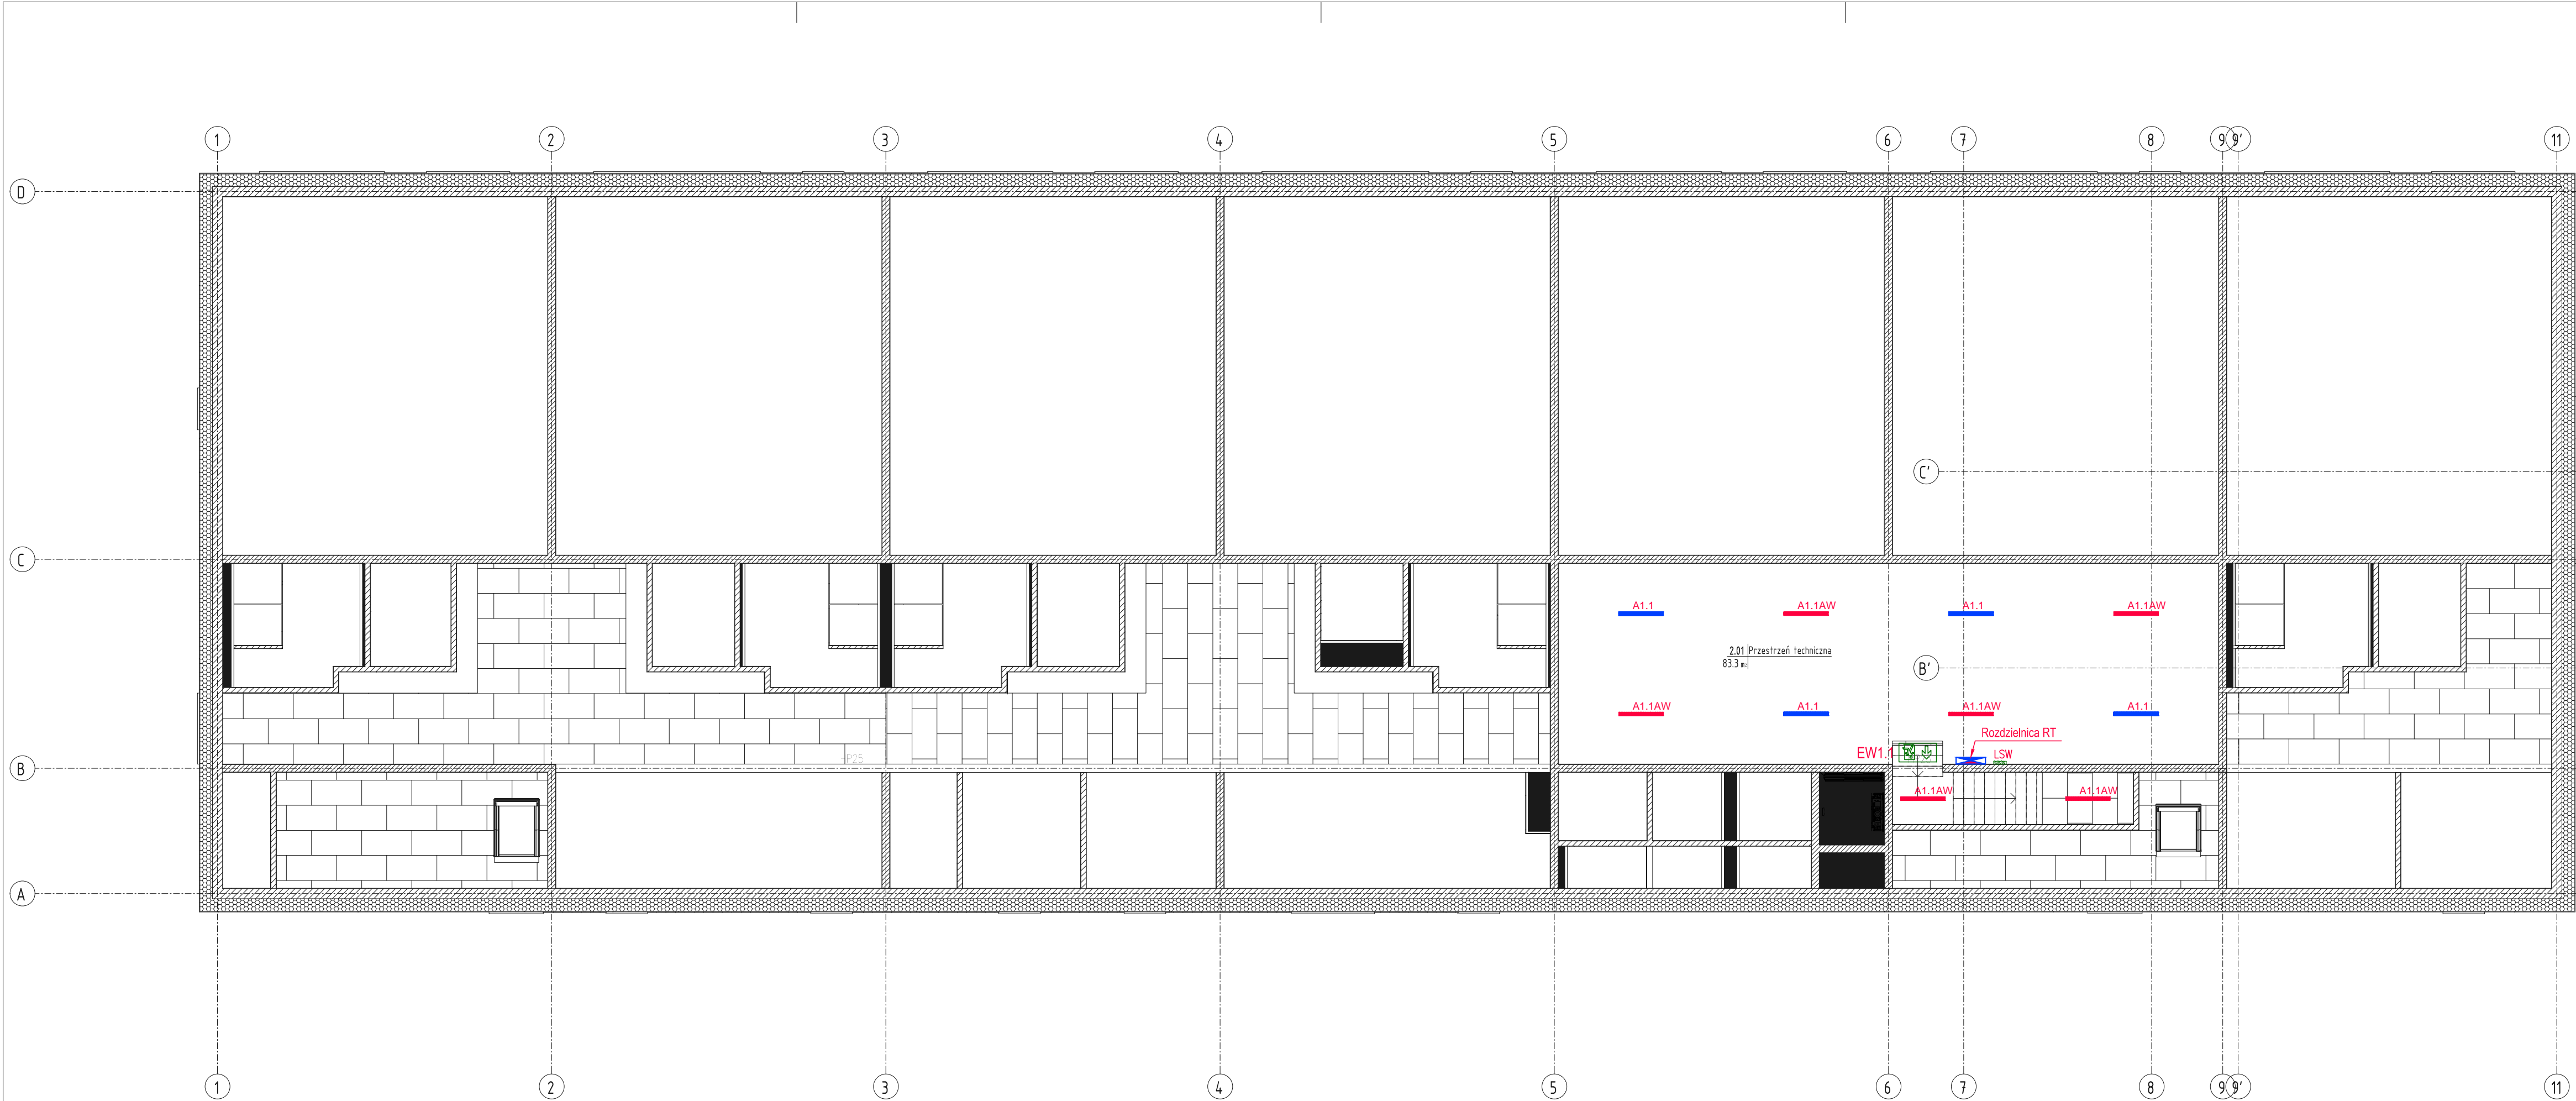 1 2 3 4 5 6 7 8 9 9' 11
D
C'
C
A1.1 A1.1AW A1.1 A1.1AW
2.01 Przestrzeń techniczna
83.3 m
B'
A1.1AW A1.1 A1.1AW A1.1
Rozdzielnica RT
EW1.1 LSW
HP25
B
A1.1AW A1.1AW
A
1 2 3 4 5 6 7 8 9 9' 11